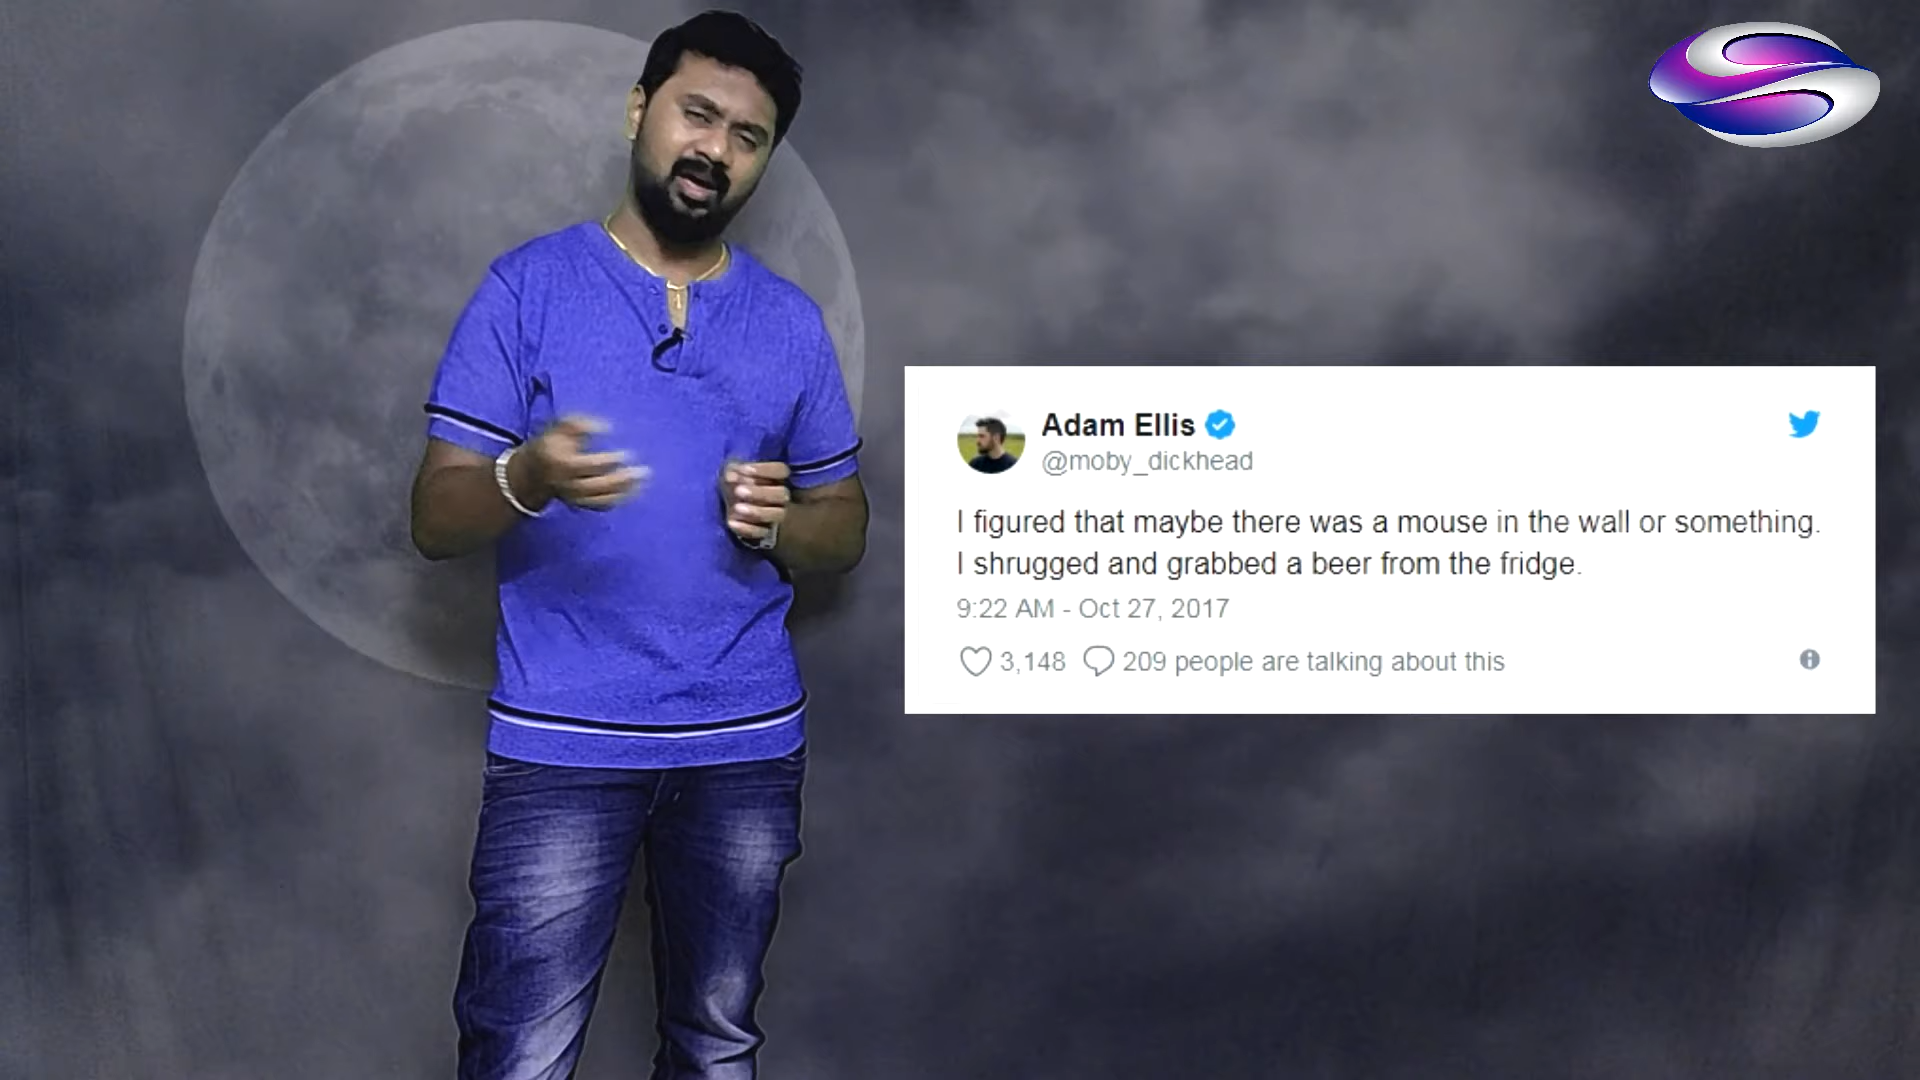 Adam Ellis
@moby_dickhead
I figured that maybe there was a mouse in the wall or something.
I shrugged and grabbed a beer from the fridge.
9:22 AM - Oct 27, 2017
3,148 209 people are talking about this